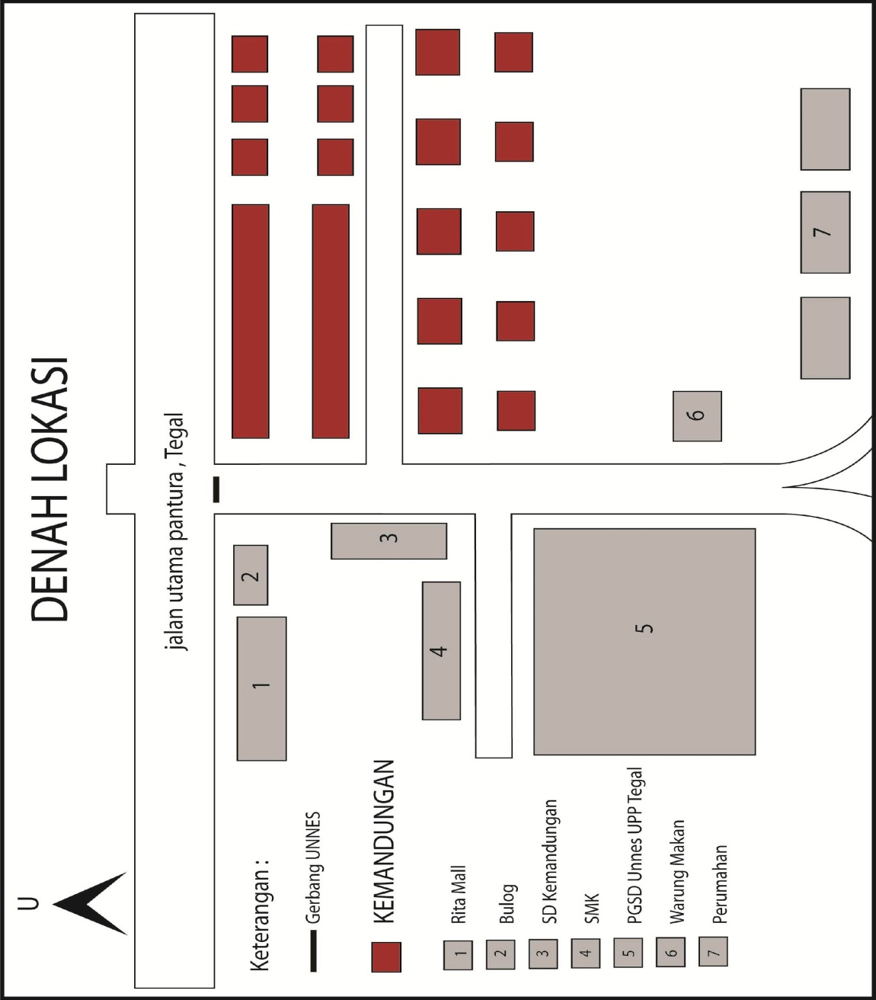 DENAH LOKASI
U
jalan utama pantura , Tegal
1
2
3
4
5
6
7
Keterangan :
Gerbang UNNES
KEMANDUNGAN
1 Rita Mall
2 Bulog
3 SD Kemandungan
4 SMK
5 PGSD Unnes UPP Tegal
6 Warung Makan
7 Perumahan